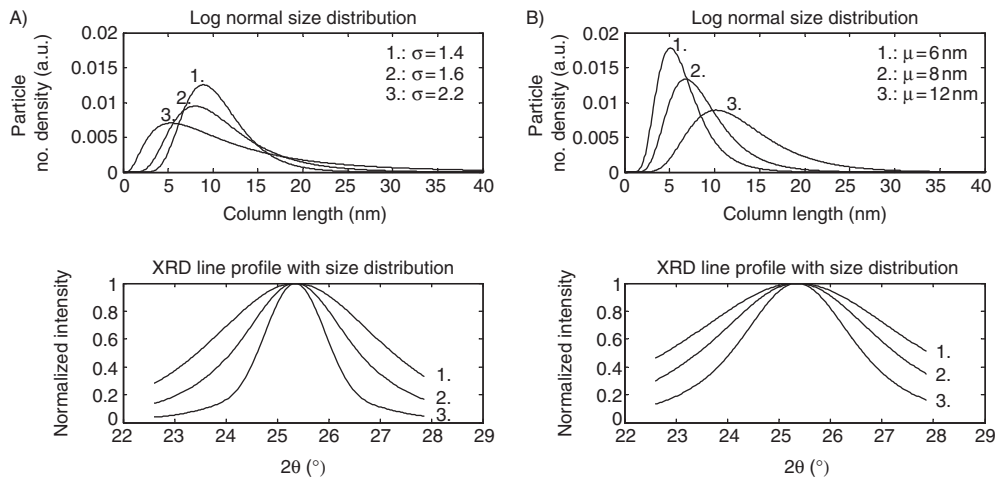 A)
Log normal size distribution
Particle
no. density (a.u.)
0.02
0.015
0.01
0.005
0
1.: σ=1.4
2.: σ=1.6
3.: σ=2.2
1.
2.
3.
0 5 10 15 20 25 30 35 40
Column length (nm)
B)
Log normal size distribution
Particle
no. density (a.u.)
0.02
0.015
0.01
0.005
0
1.: μ=6 nm
2.: μ=8 nm
3.: μ=12 nm
1.
2.
3.
0 5 10 15 20 25 30 35 40
Column length (nm)
XRD line profile with size distribution
Normalized intensity
1
0.8
0.6
0.4
0.2
0
1.
2.
3.
22 23 24 25 26 27 28 29
2θ (°)
XRD line profile with size distribution
Normalized intensity
1
0.8
0.6
0.4
0.2
0
1.
2.
3.
22 23 24 25 26 27 28 29
2θ (°)